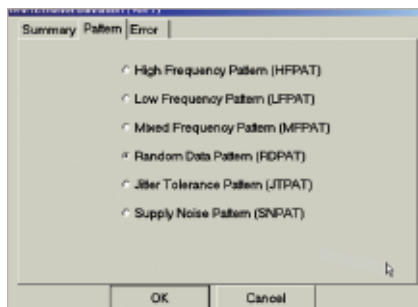 Summary Pattern Error
High Frequency Pattern (HFPAT)
Low Frequency Pattern (LFPAT)
Mixed Frequency Pattern (MFPAT)
Random Data Pattern (RDPAT)
Jitter Tolerance Pattern (JTPAT)
Supply Noise Pattern (SNPAT)
OK Cancel